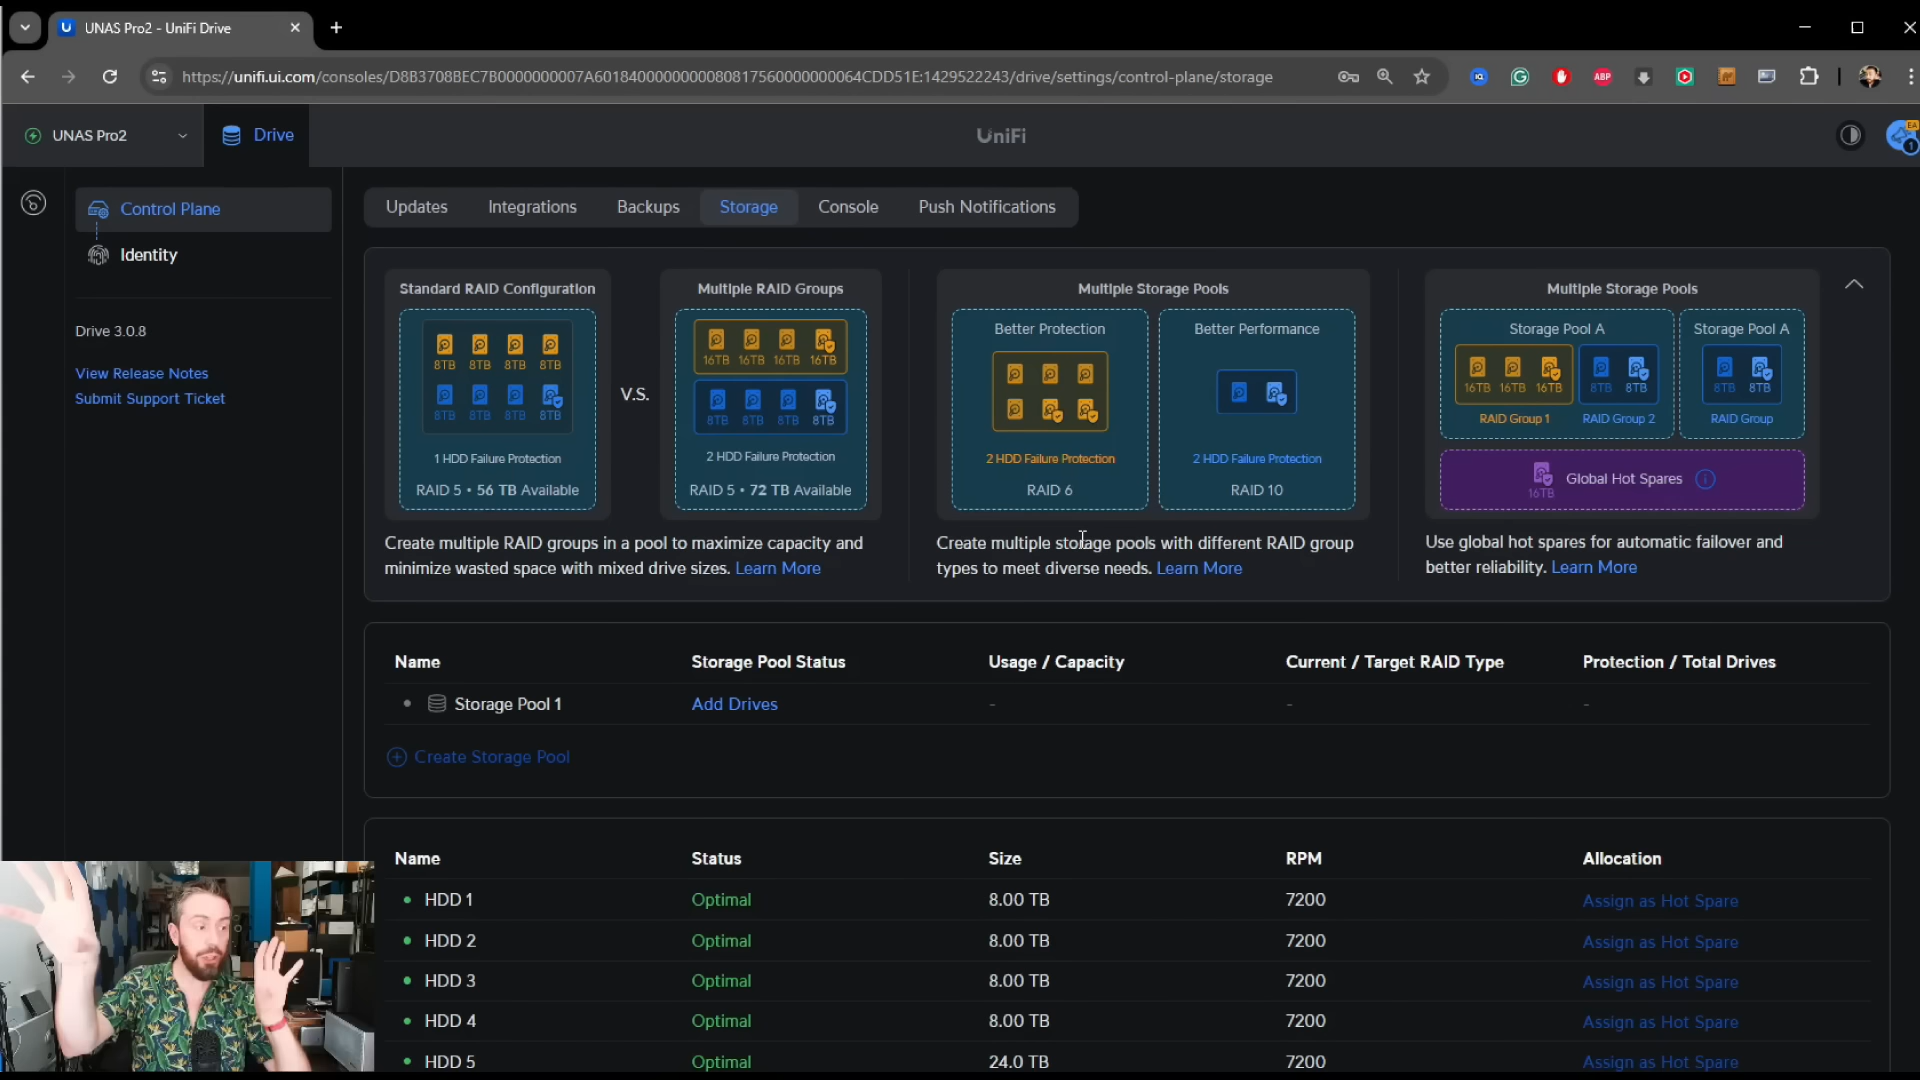 UNAS Pro2 - UniFi Drive
https://unifi.ui.com/consoles/D8B3708BEC7B0000000007A6018400000000080817560000000064CDD51E:1429522243/drive/settings/control-plane/storage
ABP
UNAS Pro2
Drive
UniFi
EA
1
Control Plane
Identity
Drive 3.0.8
View Release Notes
Submit Support Ticket
Updates
Integrations
Backups
Storage
Console
Push Notifications
Standard RAID Configuration
8TB 8TB 8TB 8TB
8TB 8TB 8TB 8TB
1 HDD Failure Protection
RAID 5 • 56 TB Available
V.S.
Multiple RAID Groups
16TB 16TB 16TB 16TB
8TB 8TB 8TB 8TB
2 HDD Failure Protection
RAID 5 • 72 TB Available
Create multiple RAID groups in a pool to maximize capacity and
minimize wasted space with mixed drive sizes. Learn More
Multiple Storage Pools
Better Protection
2 HDD Failure Protection
RAID 6
Better Performance
2 HDD Failure Protection
RAID 10
Create multiple storage pools with different RAID group
types to meet diverse needs. Learn More
Multiple Storage Pools
Storage Pool A
16TB 16TB 16TB 8TB 8TB
RAID Group 1 RAID Group 2
Storage Pool A
8TB 8TB
RAID Group
16TB
Global Hot Spares
Use global hot spares for automatic failover and
better reliability. Learn More
Name Storage Pool Status Usage / Capacity Current / Target RAID Type Protection / Total Drives
Storage Pool 1 Add Drives - - -
Create Storage Pool
Name Status Size RPM Allocation
HDD 1 Optimal 8.00 TB 7200 Assign as Hot Spare
HDD 2 Optimal 8.00 TB 7200 Assign as Hot Spare
HDD 3 Optimal 8.00 TB 7200 Assign as Hot Spare
HDD 4 Optimal 8.00 TB 7200 Assign as Hot Spare
HDD 5 Optimal 24.0 TB 7200 Assign as Hot Spare